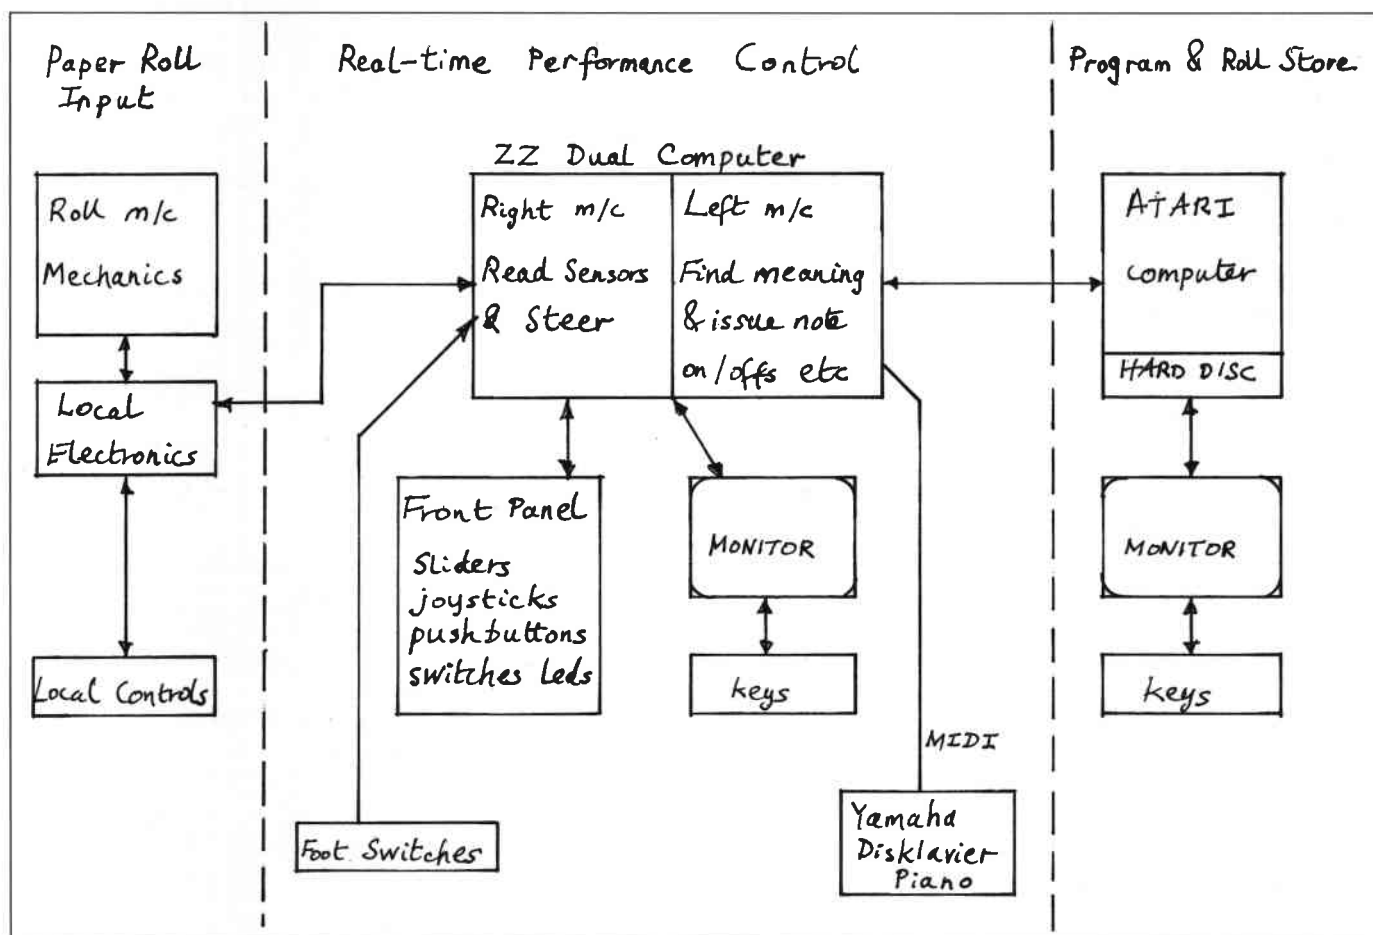 Paper Roll
Input
Real-time Performance Control
Program & Roll Store
ZZ Dual Computer
Roll m/c
Mechanics
Right m/c
Read Sensors
& Steer
Left m/c
Find meaning
& issue note
on/offs etc
ATARI
Computer
HARD DISC
Local
Electronics
Front Panel
Sliders
joysticks
pushbuttons
switches leds
MONITOR
MONITOR
Local Controls
keys
keys
MIDI
Foot Switches
Yamaha
Disklavier
Piano